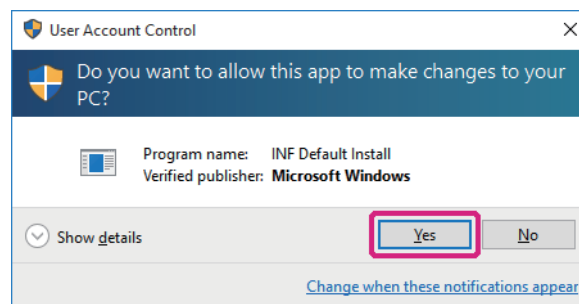 User Account Control
Do you want to allow this app to make changes to your
PC?
Program name: INF Default Install
Verified publisher: Microsoft Windows
Show details
Yes
No
Change when these notifications appear